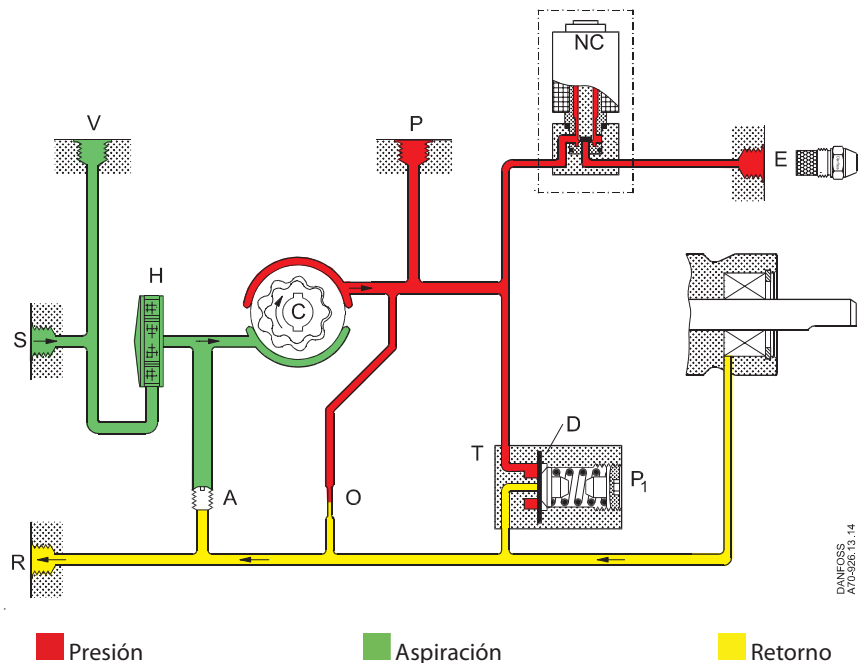 NC
V
P
E
H
C
S
D
T
P1
A
O
R
DANFOSS
A70-926.13.14
Presión
Aspiración
Retorno